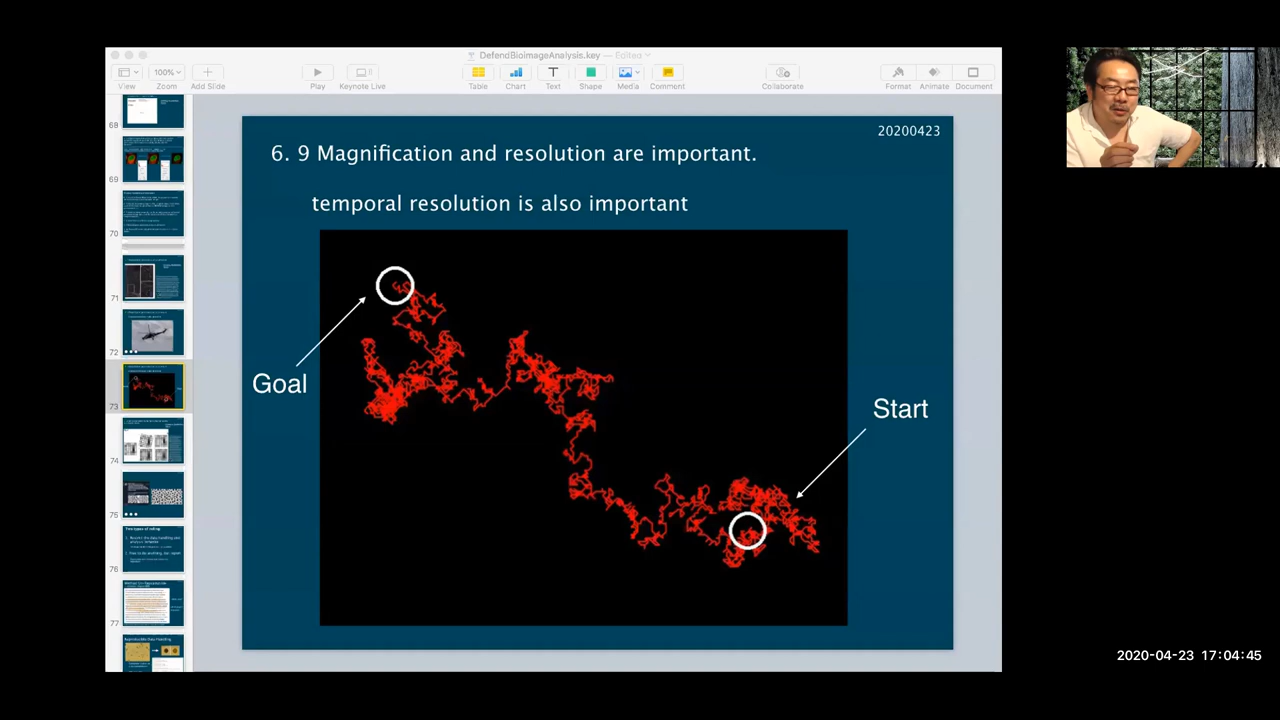 DefendBioimageAnalysis.key — Edited
100%
View
Zoom
Add Slide
Play
Keynote Live
Table
Chart
Text
Shape
Media
Comment
Collaborate
Format
Animate
Document
68
69
70
71
72
73
74
75
76
77
20200423
6. 9 Magnification and resolution are important.
temporal resolution is also important
Goal
Start
2020-04-23 17:04:45